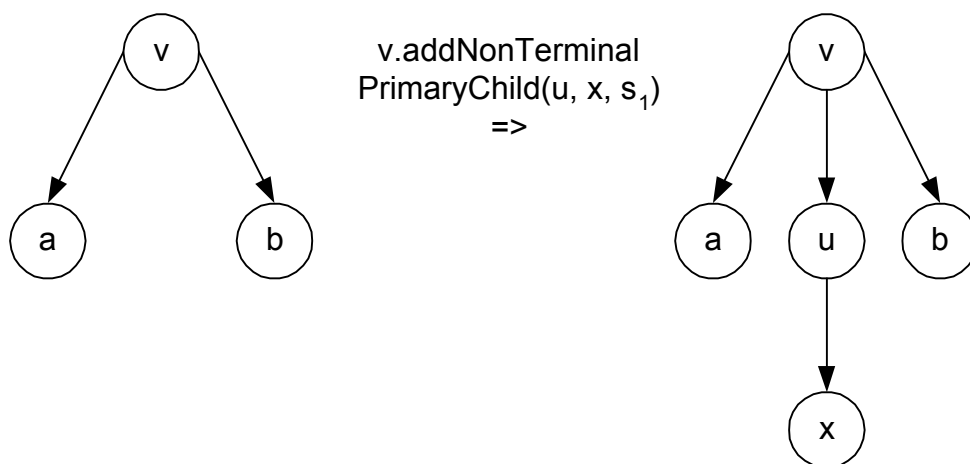 v
a
b
v.addNonTerminal
PrimaryChild(u, x, s₁)
=>
v
a
u
b
x